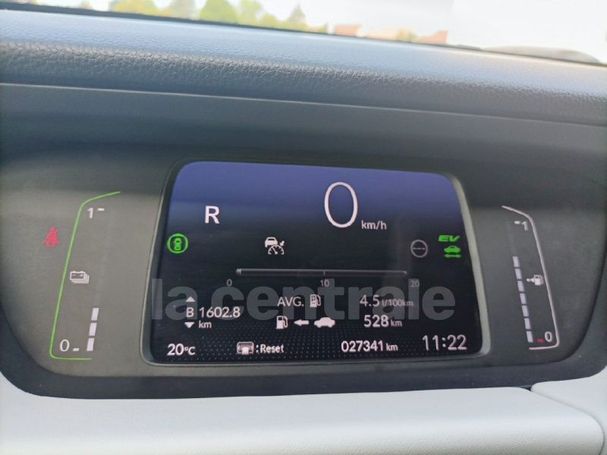 0
R
km/h
1
1
EV
0 10 20
AVG. 4.5 l/100km
B 1602.8
km
528 km
la centrale
0
0
20°C :Reset 027341 km 11:22